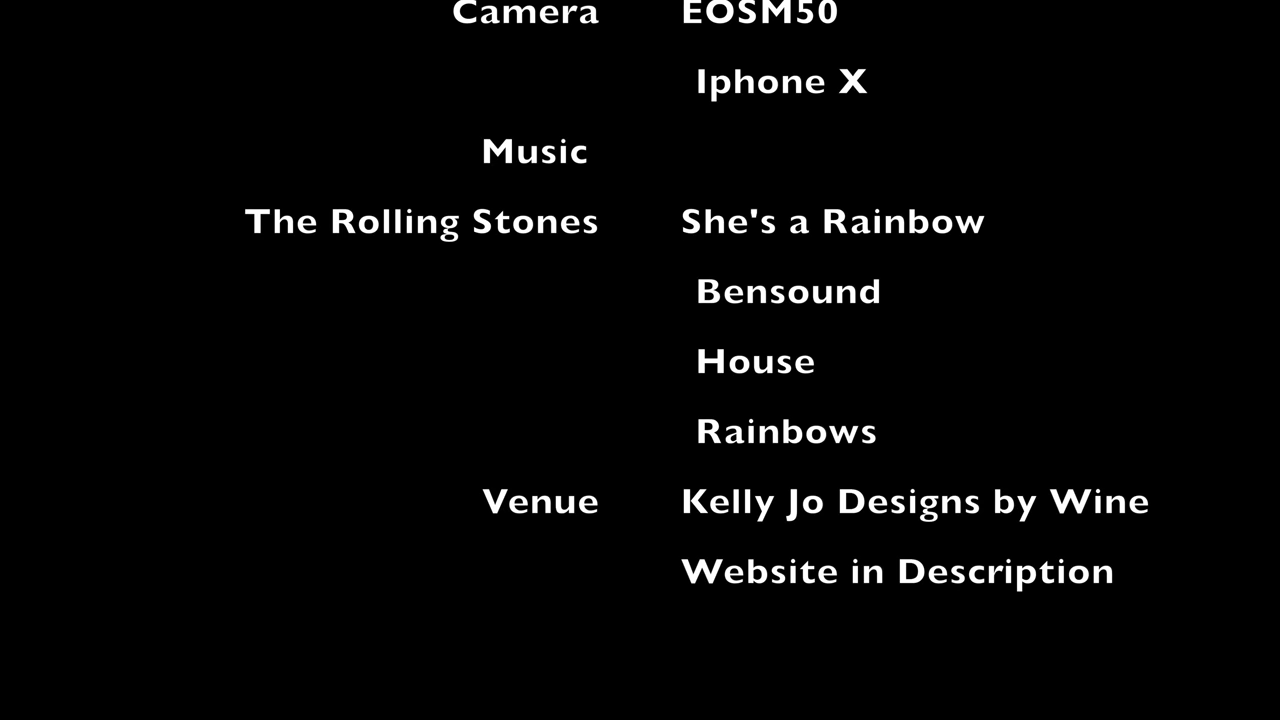 Camera EOSM50
Iphone X
Music
The Rolling Stones She's a Rainbow
Bensound
House
Rainbows
Venue Kelly Jo Designs by Wine
Website in Description